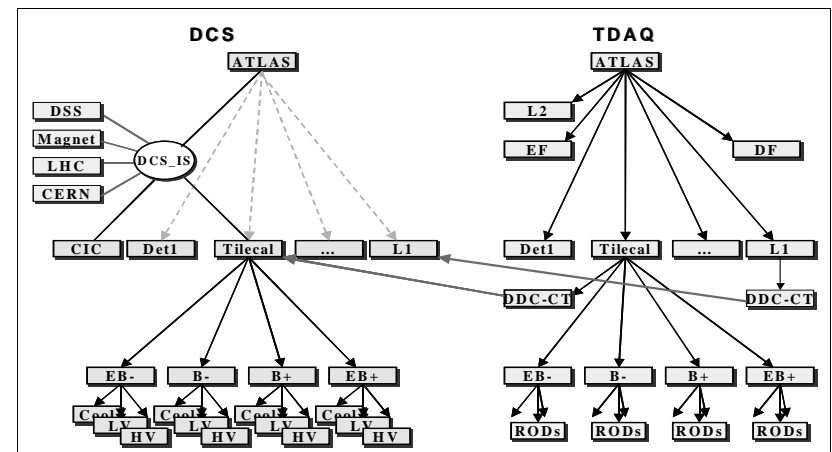 DCS
TDAQ
ATLAS
ATLAS
DSS
L2
Magnet
DCS_IS
EF
DF
LHC
CERN
CIC
Det1
Tilecal
...
L1
Det1
Tilecal
...
L1
DDC-CT
DDC-CT
EB-
B-
B+
EB+
EB-
B-
B+
EB+
Cool
Cool
Cool
Cool
LV
LV
LV
LV
HV
HV
HV
HV
RODs
RODs
RODs
RODs